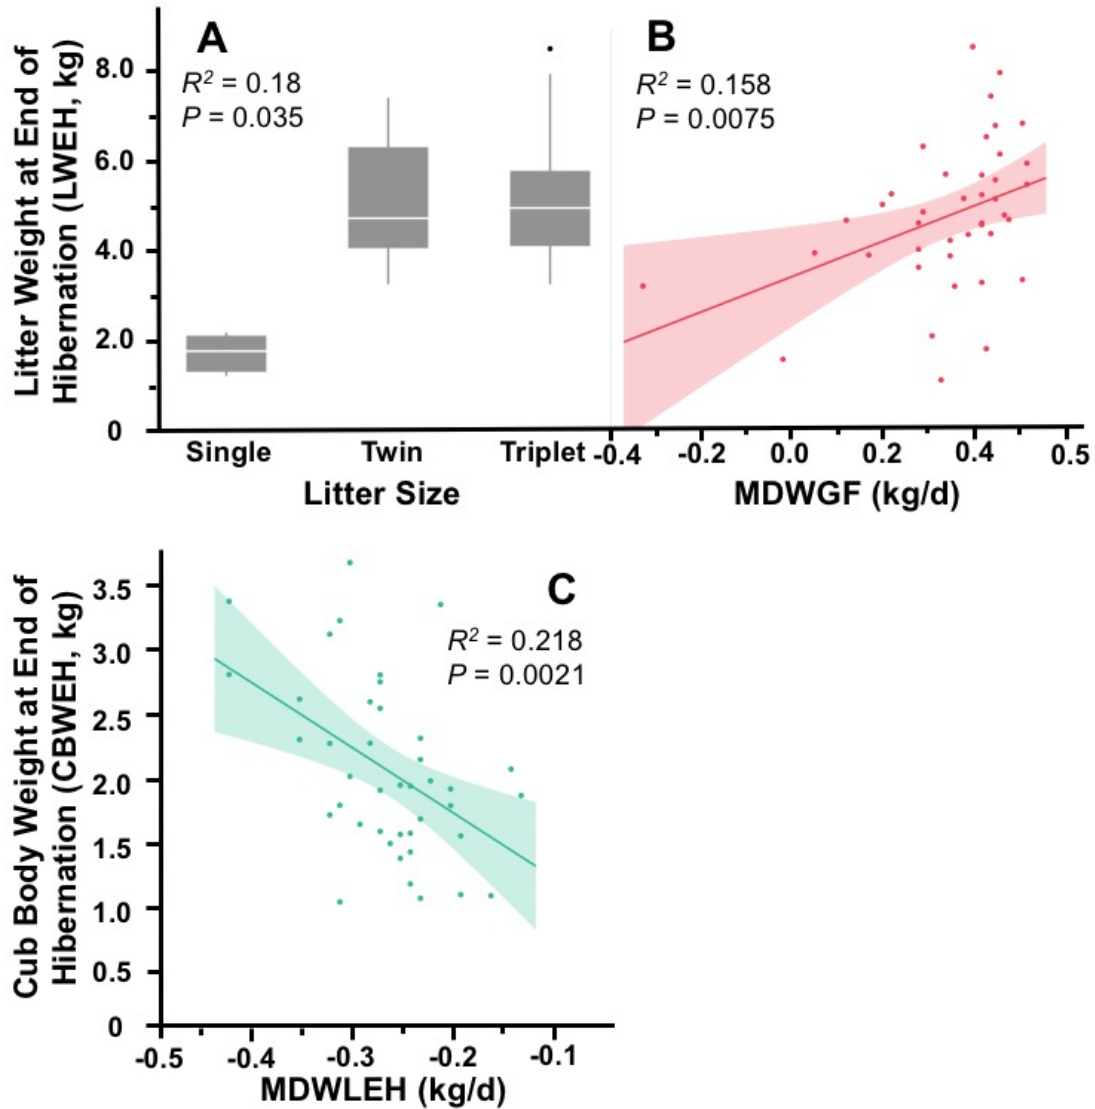 Litter Weight at End of
Hibernation (LWEH, kg)
8.0
6.0
4.0
2.0
0
A
R² = 0.18
P = 0.035
Single Twin Triplet
Litter Size
B
R² = 0.158
P = 0.0075
-0.4 -0.2 0.0 0.2 0.4 0.5
MDWGF (kg/d)
Cub Body Weight at End of
Hibernation (CBWEH, kg)
3.5
3.0
2.5
2.0
1.5
1.0
0.5
0
C
R² = 0.218
P = 0.0021
-0.5 -0.4 -0.3 -0.2 -0.1
MDWLEH (kg/d)